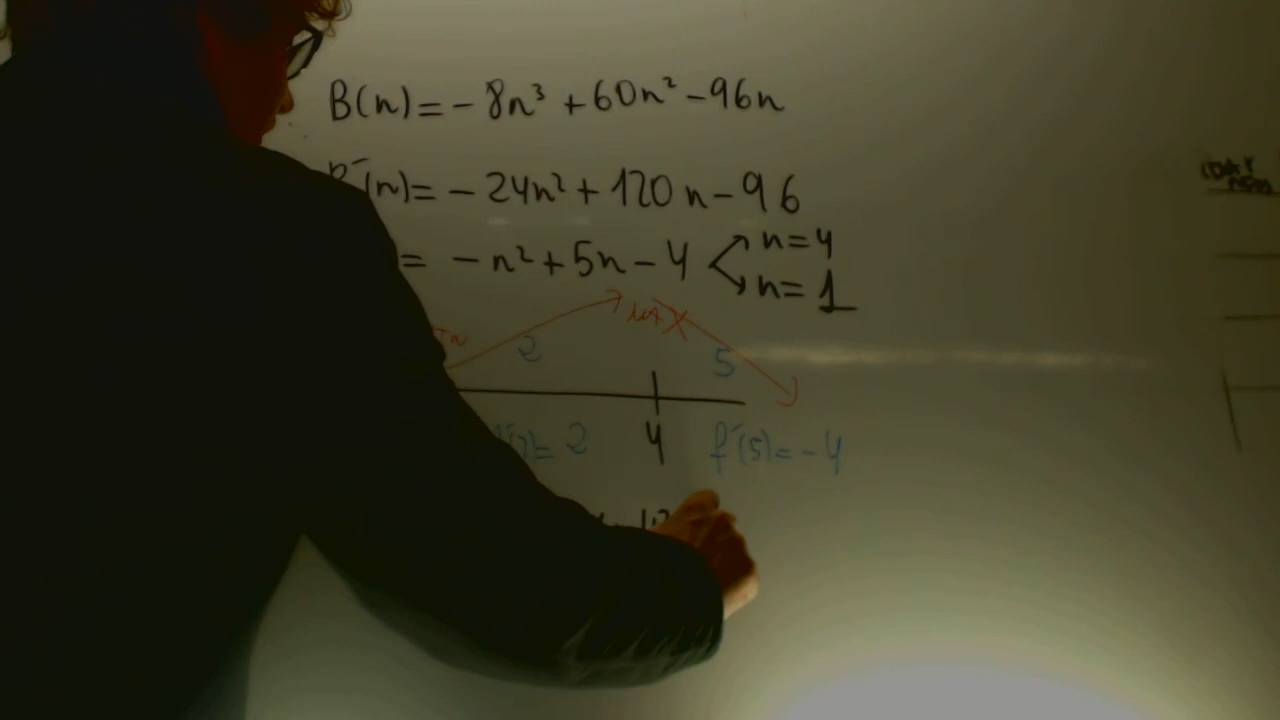 B(n) = - 8n³ + 60n² - 96n
B´(n) = - 24n² + 120n - 96
= - n² + 5n - 4 n=4
n=1
MAX
2 5
= 2 4 f´(5) = - 4